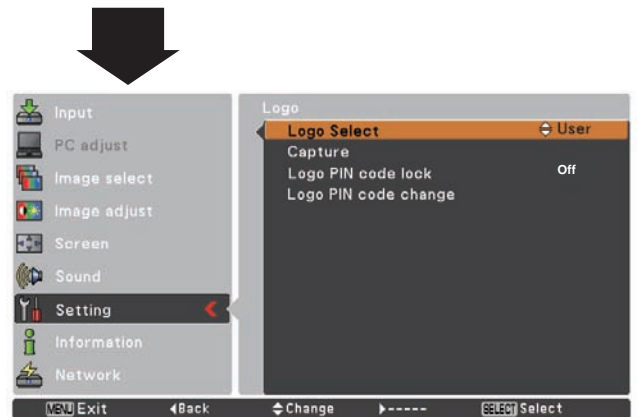 Input
PC adjust
Image select
Image adjust
Screen
Sound
Setting
Information
Network
Logo
Logo Select User
Capture
Logo PIN code lock Off
Logo PIN code change
MENU Exit Back Change ----- SELECT Select